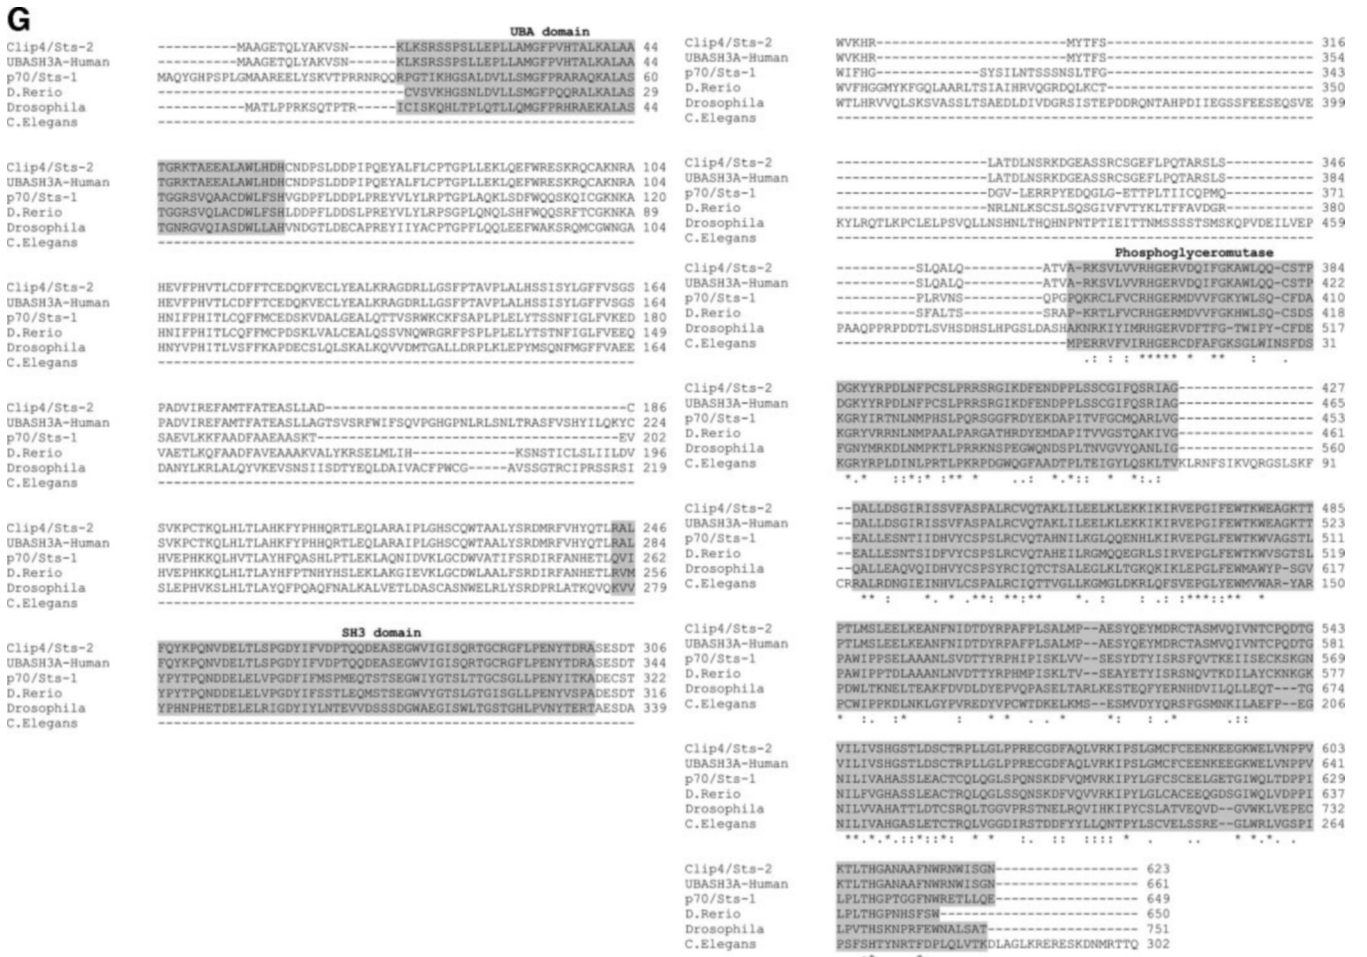 G
UBA domain
Clip4/Sts-2 ----------MAAGETQLYAKVSN------KLKSRSSPSLLEPLLAMGFPVHTALKALAA 44
UBASH3A-Human ----------MAAGETQLYAKVSN------KLKSRSSPSLLEPLLAMGFPVHTALKALAA 44
p70/Sts-1 MAQYGHPSPLGMAAREELYSKVTPRRNRQQRPGTIKHGSALDVLLSMGFPRARAQKALAS 60
D.Rerio -------------------------------CVSVKHGSNLDVLLSMGFPQQRALKALAS 29
Drosophila -----------MATLPPRKSQTPTR-----ICISKQHLTPLQTLLQMGFPRHRAEKALAS 44
C.Elegans ------------------------------------------------------------
Clip4/Sts-2 TGRKTAEEALAWLHDHCNDPSLDDPIPQEYALFLCPTGPLLEKLQEFWRESKRQCAKNRA 104
UBASH3A-Human TGRKTAEEALAWLHDHCNDPSLDDPIPQEYALFLCPTGPLLEKLQEFWRESKRQCAKNRA 104
p70/Sts-1 TGGRSVQAACDWLFSHVGDPFLDDPLPREYVLYLRPTGPLAQKLSDFWQQSKQICGKNKA 120
D.Rerio TGGRSVQLACDWLFSHLDDPFLDDSLPREYVLYLRPSGPLQNQLSHFWQQSRFTCGKNKA 89
Drosophila TGNRGVQIASDWLLAHVNDGTLDECAPREYIIYACPTGPFLQQLEEFWAKSRQMCGWNGA 104
C.Elegans ------------------------------------------------------------
Clip4/Sts-2 HEVFPHVTLCDFFTCEDQKVECLYEALKRAGDRLLGSFPTAVPLALHSSISYLGFFVSGS 164
UBASH3A-Human HEVFPHVTLCDFFTCEDQKVECLYEALKRAGDRLLGSFPTAVPLALHSSISYLGFFVSGS 164
p70/Sts-1 HNIFPHITLCQFFMCEDSKVDALGEALQTTVSRWKCKFSAPLPLELYTSSNFIGLFVKED 180
D.Rerio HNIFPHITLCQFFMCPDSKLVALCEALQSSVNQWRGRFPSPLPLELYTSTNFIGLFVEEQ 149
Drosophila HNYVPHITLVSFFKAPDECSLQLSKALKQVVDMTGALLDRPLKLEPYMSQNFMGFFVAEE 164
C.Elegans ------------------------------------------------------------
Clip4/Sts-2 PADVIREFAMTFATEASLLAD--------------------------------------C 186
UBASH3A-Human PADVIREFAMTFATEASLLAGTSVSRFWIFSQVPGHGPNLRLSNLTRASFVSHYILQKYC 224
p70/Sts-1 SAEVLKKFAADFAAEAASKT--------------------------------------EV 202
D.Rerio VAETLKQFAADFAVEAAAKVALYKRSELMLIH-------------KSNSTICLSLIILDV 196
Drosophila DANYLKRLALQYVKEVSNSIISDTYEQLDAIVACFPWCG-----AVSSGTRCIPRSSRSI 219
C.Elegans ------------------------------------------------------------
Clip4/Sts-2 SVKPCTKQLHLTLAHKFYPHHQRTLEQLARAIPLGHSCQWTAALYSRDMRFVHYQTLRAL 246
UBASH3A-Human SVKPCTKQLHLTLAHKFYPHHQRTLEQLARAIPLGHSCQWTAALYSRDMRFVHYQTLRAL 284
p70/Sts-1 HVEPHKKQLHVTLAYHFQASHLPTLEKLAQNIDVKLGCDWVATIFSRDIRFANHETLQVI 262
D.Rerio HVEPHKKQLHLTLAYHFPTNHYHSLEKLAKGIEVKLGCDWLAALFSRDIRFANHETLRVM 256
Drosophila SLEPHVKSLHLTLAYQFPQAQFNALKALVETLDASCASNWELRLYSRDPRLATKQVQKVV 279
C.Elegans ------------------------------------------------------------
SH3 domain
Clip4/Sts-2 FQYKPQNVDELTLSPGDYIFVDPTQQDEASEGWVIGISQRTGCRGFLPENYTDRASESDT 306
UBASH3A-Human FQYKPQNVDELTLSPGDYIFVDPTQQDEASEGWVIGISQRTGCRGFLPENYTDRASESDT 344
p70/Sts-1 YPYTPQNDDELELVPGDFIFMSPMEQTSTSEGWIYGTSLTTGCSGLLPENYITKADECST 322
D.Rerio YPYTPQNDDELELVPGDYIFSSTLEQMSTSEGWVYGTSLGTGISGLLPENYVSPADETDT 316
Drosophila YPHNPHETDELELRIGDYIYLNTEVVDSSSDGWAEGISWLTGSTGHLPVNYTERTAESDA 339
C.Elegans ------------------------------------------------------------
Clip4/Sts-2 WVKHR------------------------MYTFS-------------------------- 316
UBASH3A-Human WVKHR------------------------MYTFS-------------------------- 354
p70/Sts-1 WIFHG-------------SYSILNTSSSNSLTFG-------------------------- 343
D.Rerio WVFHGGMYKFGQLAARLTSIAIHRVQGRDQLKCT-------------------------- 350
Drosophila WTLHRVVQLSKSVASSLTSAEDLDIVDGRSISTEPDDRQNTAHPDIIEGSSFEESEQSVE 399
C.Elegans ------------------------------------------------------------
Clip4/Sts-2 -------------------LATDLNSRKDGEASSRCSGEFLPQTARSLS----------- 346
UBASH3A-Human -------------------LATDLNSRKDGEASSRCSGEFLPQTARSLS----------- 384
p70/Sts-1 -------------------DGV-LERRPYEDQGLG-ETTPLTIICQPMQ----------- 371
D.Rerio -------------------NRLNLKSCSLSQSGIVFVETYKLTFFAVDGR---------- 380
Drosophila KYLRQTLKPCLELPSVQLLNSHNLTHQHNPNTPTIEITTNMSSSSTSMSKQPVDEILVEP 459
C.Elegans ------------------------------------------------------------
Phosphoglyceromutase
Clip4/Sts-2 ----------SLQALQ----------ATVA-RKSVLVVRHGERVDQIFGKAWLQQ-CSTP 384
UBASH3A-Human ----------SLQALQ----------ATVA-RKSVLVVRHGERVDQIFGKAWLQQ-CSTP 422
p70/Sts-1 ----------PLRVNS----------QPGPQKRCLFVCRHGERMDVVFGKYWLSQ-CFDA 410
D.Rerio ----------SFALTS----------SRAP-KRTLFVCRHGERMDVVFGKHWLSQ-CSDS 418
Drosophila PAAQPPRPDDTLSVHSDHSLHPGSLDASHAKNRKIYIMRHGERVDFTFG-TWIPY-CFDE 517
C.Elegans -----------------------------MPERRVFVIRHGERCDFAFGKSGLWINSFDS 31
.: : : ***** * ** : .
Clip4/Sts-2 DGKYYRPDLNFPCSLPRRSRGIKDFENDPPLSSCGIFQSRIAG----------------- 427
UBASH3A-Human DGKYYRPDLNFPCSLPRRSRGIKDFENDPPLSSCGIFQSRIAG----------------- 465
p70/Sts-1 KGRYIRTNLNMPHSLPQRSGGFRDYEKDAPITVFGCMQARLVG----------------- 453
D.Rerio KGRYVRRNLNMPAALPARGATHRDYEMDAPITVVGSTQAKIVG----------------- 461
Drosophila FGNYMRKDLNMPKTLPRRKNSPEGWQNDSPLTNVGVYQANLIG----------------- 560
C.Elegans KGRYRPLDINLPRTLPKRPDGWQGFAADTPLTEIGYLQSKLTVKLRNFSIKVQRGSLSKF 91
*.* ::*:* :** * ..: *.*:: * *:.:
Clip4/Sts-2 --DALLDSGIRISSVFASPALRCVQTAKLILEELKLEKKIKIRVEPGIFEWTKWEAGKTT 485
UBASH3A-Human --DALLDSGIRISSVFASPALRCVQTAKLILEELKLEKKIKIRVEPGIFEWTKWEAGKTT 523
p70/Sts-1 --EALLESNTIIDHVYCSPSLRCVQTAHNILKGLQQENHLKIRVEPGLFEWTKWVAGSTL 511
D.Rerio --EALLESNTSIDFVYCSPSLRCVQTAHEILRGMQQEGRLSIRVEPGLFEWTKWVSGTSL 519
Drosophila --QALLEAQVQIDHVYCSPSYRCIQTCTSALEGLKLTGKQKIKLEPGLFEWMAWYP-SGV 617
C.Elegans CRRALRDNGIEINHVLCSPALRCIQTTVGLLKGMGLDKRLQFSVEPGLYEWMVWAR-YAR 150
**: : *. * .**: **:** *. : : .: :***::** *
Clip4/Sts-2 PTLMSLEELKEANFNIDTDYRPAFPLSALMP--AESYQEYMDRCTASMVQIVNTCPQDTG 543
UBASH3A-Human PTLMSLEELKEANFNIDTDYRPAFPLSALMP--AESYQEYMDRCTASMVQIVNTCPQDTG 581
p70/Sts-1 PAWIPPSELAAANLSVDTTYRPHIPISKLVV--SESYDTYISRSFQVTKEIISECKSKGN 569
D.Rerio PAWIPPTDLAAANLNVDTTYRPHMPISKLVV--SEAYETYISRSNQVTKDILAYCKNKGK 577
Drosophila PDWLTKNELTEAKFDVDLDYEPVQPASELTARLKESTEQFYERNHDVILQLLEQT---TG 674
C.Elegans PCWIPPKDLNKLGYPVREDYVPCWTDKELKMS--ESMVDYYQRSFGSMNKILAEFP--EG 206
* :. :* : * * . * *: : .* .::
Clip4/Sts-2 VILIVSHGSTLDSCTRPLLGLPPRECGDFAQLVRKIPSLGMCFCEENKEEGKWELVNPPV 603
UBASH3A-Human VILIVSHGSTLDSCTRPLLGLPPRECGDFAQLVRKIPSLGMCFCEENKEEGKWELVNPPV 641
p70/Sts-1 NILIVAHASSLEACTCQLQGLSPQNSKDFVQMVRKIPYLGFCSCEELGETGIWQLTDPPI 629
D.Rerio NILFVGHASSLEACTRQLQGLSSQNSKDFVQVVRKIPYLGLCACEEQGDSGIWQLVDPPI 637
Drosophila NILVVAHATTLDTCSRQLTGGVPRSTNELRQVIHKIPYCSLATVEQVD--GVWKLVEPEC 732
C.Elegans NILIVAHGASLETCTRQLVGGDIRSTDDFYYLLQNTPYLSCVELSSRE--GLWRLVGSPI 264
**.*.*.::*::*: * * :. :: :::: * . . * *.*. .
Clip4/Sts-2 KTLTHGANAAFNWRNWISGN------------------ 623
UBASH3A-Human KTLTHGANAAFNWRNWISGN------------------ 661
p70/Sts-1 LPLTHGPTGGFNWRETLLQE------------------ 649
D.Rerio LPLTHGPNHSFSW------------------------- 650
Drosophila LPVTHSKNPRFEWNALSAT------------------- 751
C.Elegans PSFSHTYNRTFDPLQLVTKDLAGLKRERESKDNMRTTQ 302